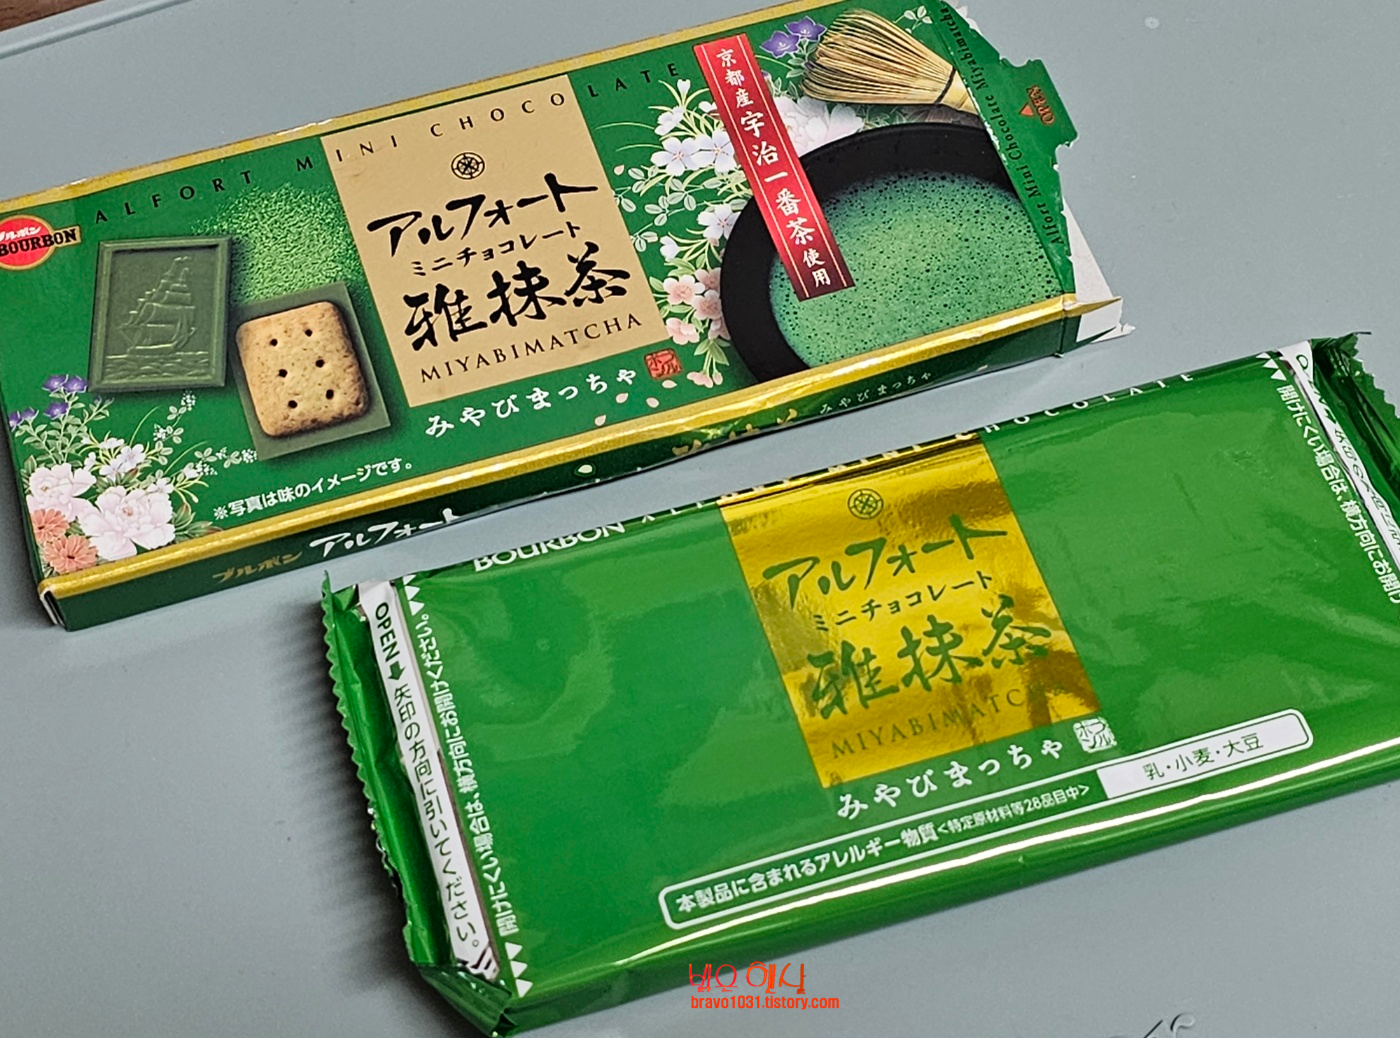 ALFORT MINI CHOCOLATE
ブルボン
BOURBON
アルフォート
ミニチョコレート
雅抹茶
MIYABIMATCHA
みやびまっちゃ
京都産宇治一番茶使用
※写真は味のイメージです。
OPEN
Alfort Mini Chocolate Miyabimatcha
ブルボン アルフォート
みやびまっちゃ
BOURBON
MINI CHOCOLATE
アルフォート
ミニチョコレート
雅抹茶
MIYABIMATCHA
みやびまっちゃ
OPEN 矢印の方向に引いてください。
開けにくい場合は、横方向にお開けください。
開けにくい場合は、横方向にお開け
本製品に含まれるアレルギー物質<特定原材料等28品目中>
乳・小麦・大豆
bravo1031.tistory.com